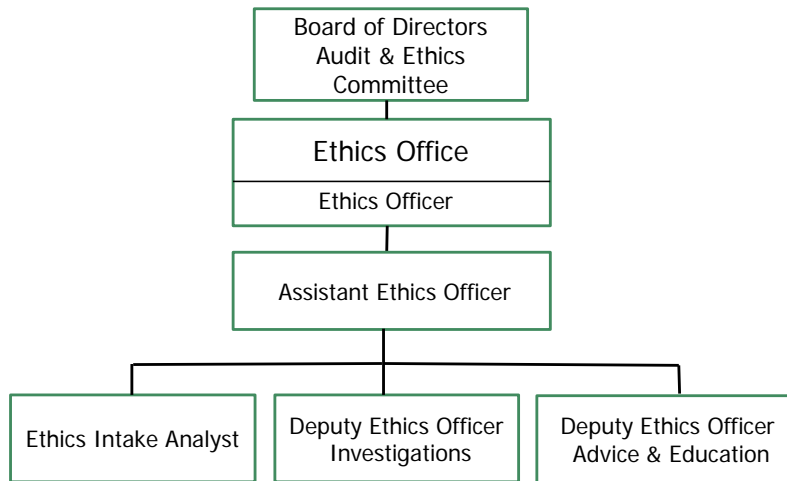 Board of Directors
Audit & Ethics
Committee
Ethics Office
Ethics Officer
Assistant Ethics Officer
Ethics Intake Analyst
Deputy Ethics Officer
Investigations
Deputy Ethics Officer
Advice & Education